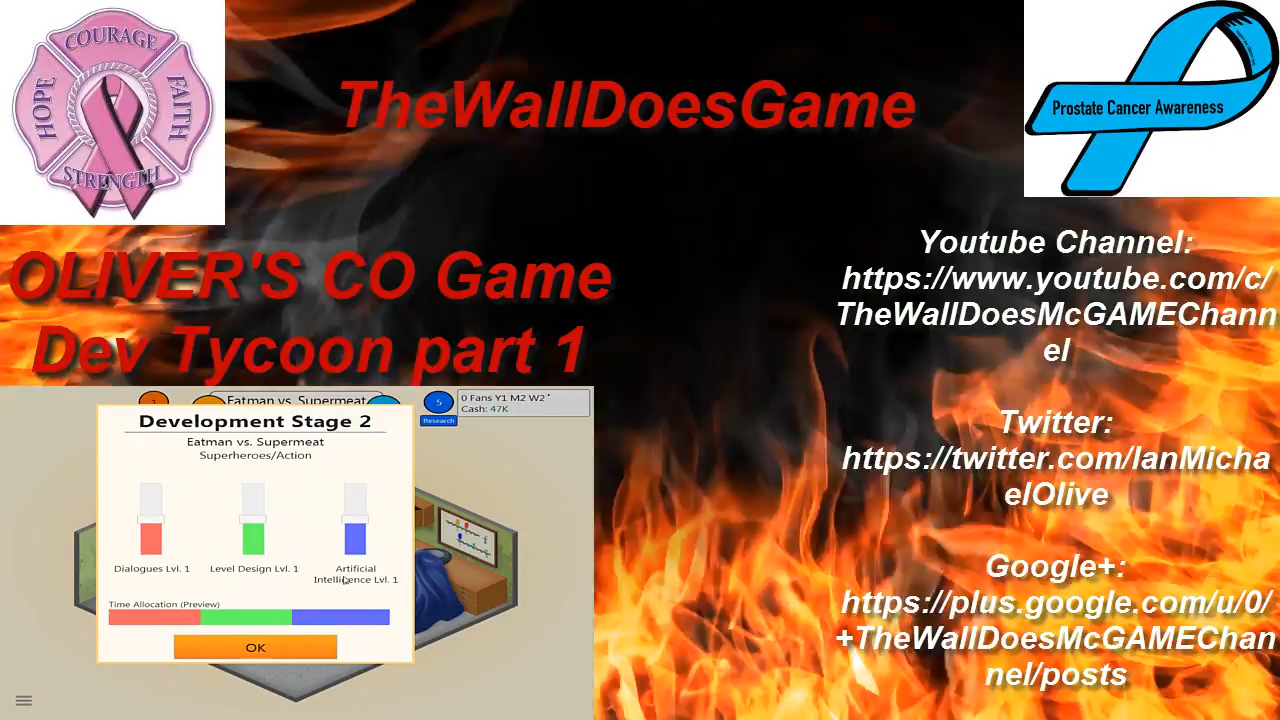 COURAGE
HOPE
FAITH
STRENGTH
TheWallDoesGame
Prostate Cancer Awareness
OLIVER'S CO Game
Dev Tycoon part 1
Youtube Channel:
https://www.youtube.com/c/
TheWallDoesMcGAMEChann
el
Twitter:
https://twitter.com/IanMicha
elOlive
Google+:
https://plus.google.com/u/0/
+TheWallDoesMcGAMEChan
nel/posts
Eatman vs. Supermeat
5
Research
0 Fans Y1 M2 W2
Cash: 47K
Development Stage 2
Eatman vs. Supermeat
Superheroes/Action
Dialogues Lvl. 1
Level Design Lvl. 1
Artificial
Intelligence Lvl. 1
Time Allocation (Preview)
OK